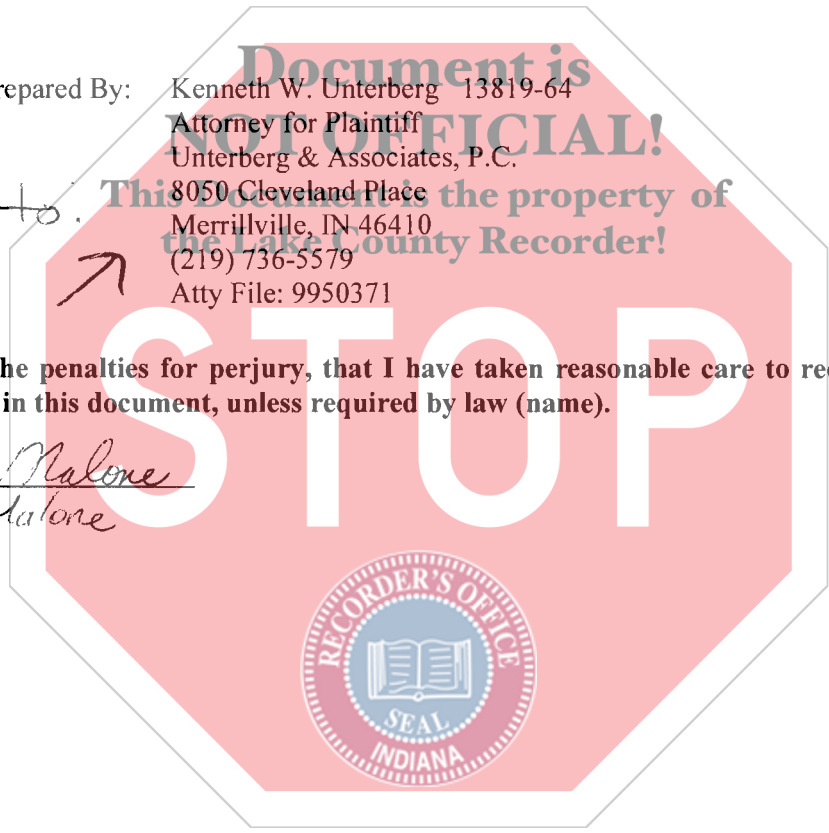 Document is
repared By: Kenneth W. Unterberg 13819-64
Attorney for Plaintiff
NOT OFFICIAL!
Unterberg & Associates, P.C.
8050 Cleveland Place
This Document is the property of
to:
Merrillville, IN 46410
the Lake County Recorder!
(219) 736-5579
Atty File: 9950371
STOP
he penalties for perjury, that I have taken reasonable care to re
in this document, unless required by law (name).
Malone
Malone
RECORDER'S OFFICE
SEAL
INDIANA